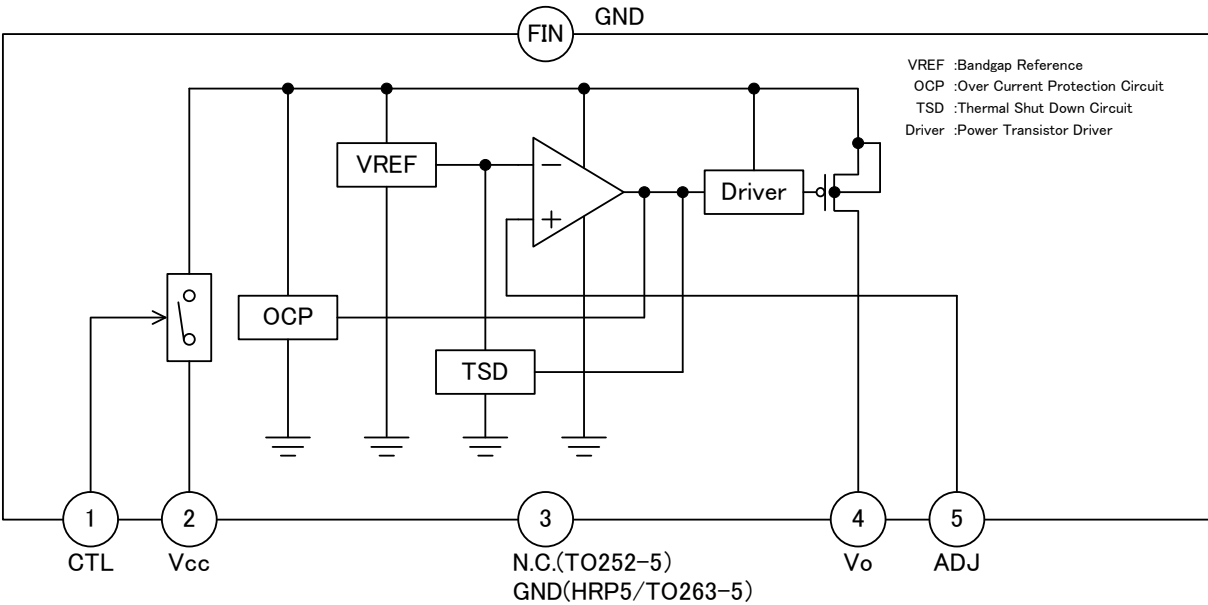 GND
FIN
VREF :Bandgap Reference
OCP :Over Current Protection Circuit
TSD :Thermal Shut Down Circuit
Driver :Power Transistor Driver
VREF
−
+
Driver
OCP
TSD
1
2
3
4
5
CTL
Vcc
N.C.(TO252-5)
GND(HRP5/TO263-5)
Vo
ADJ